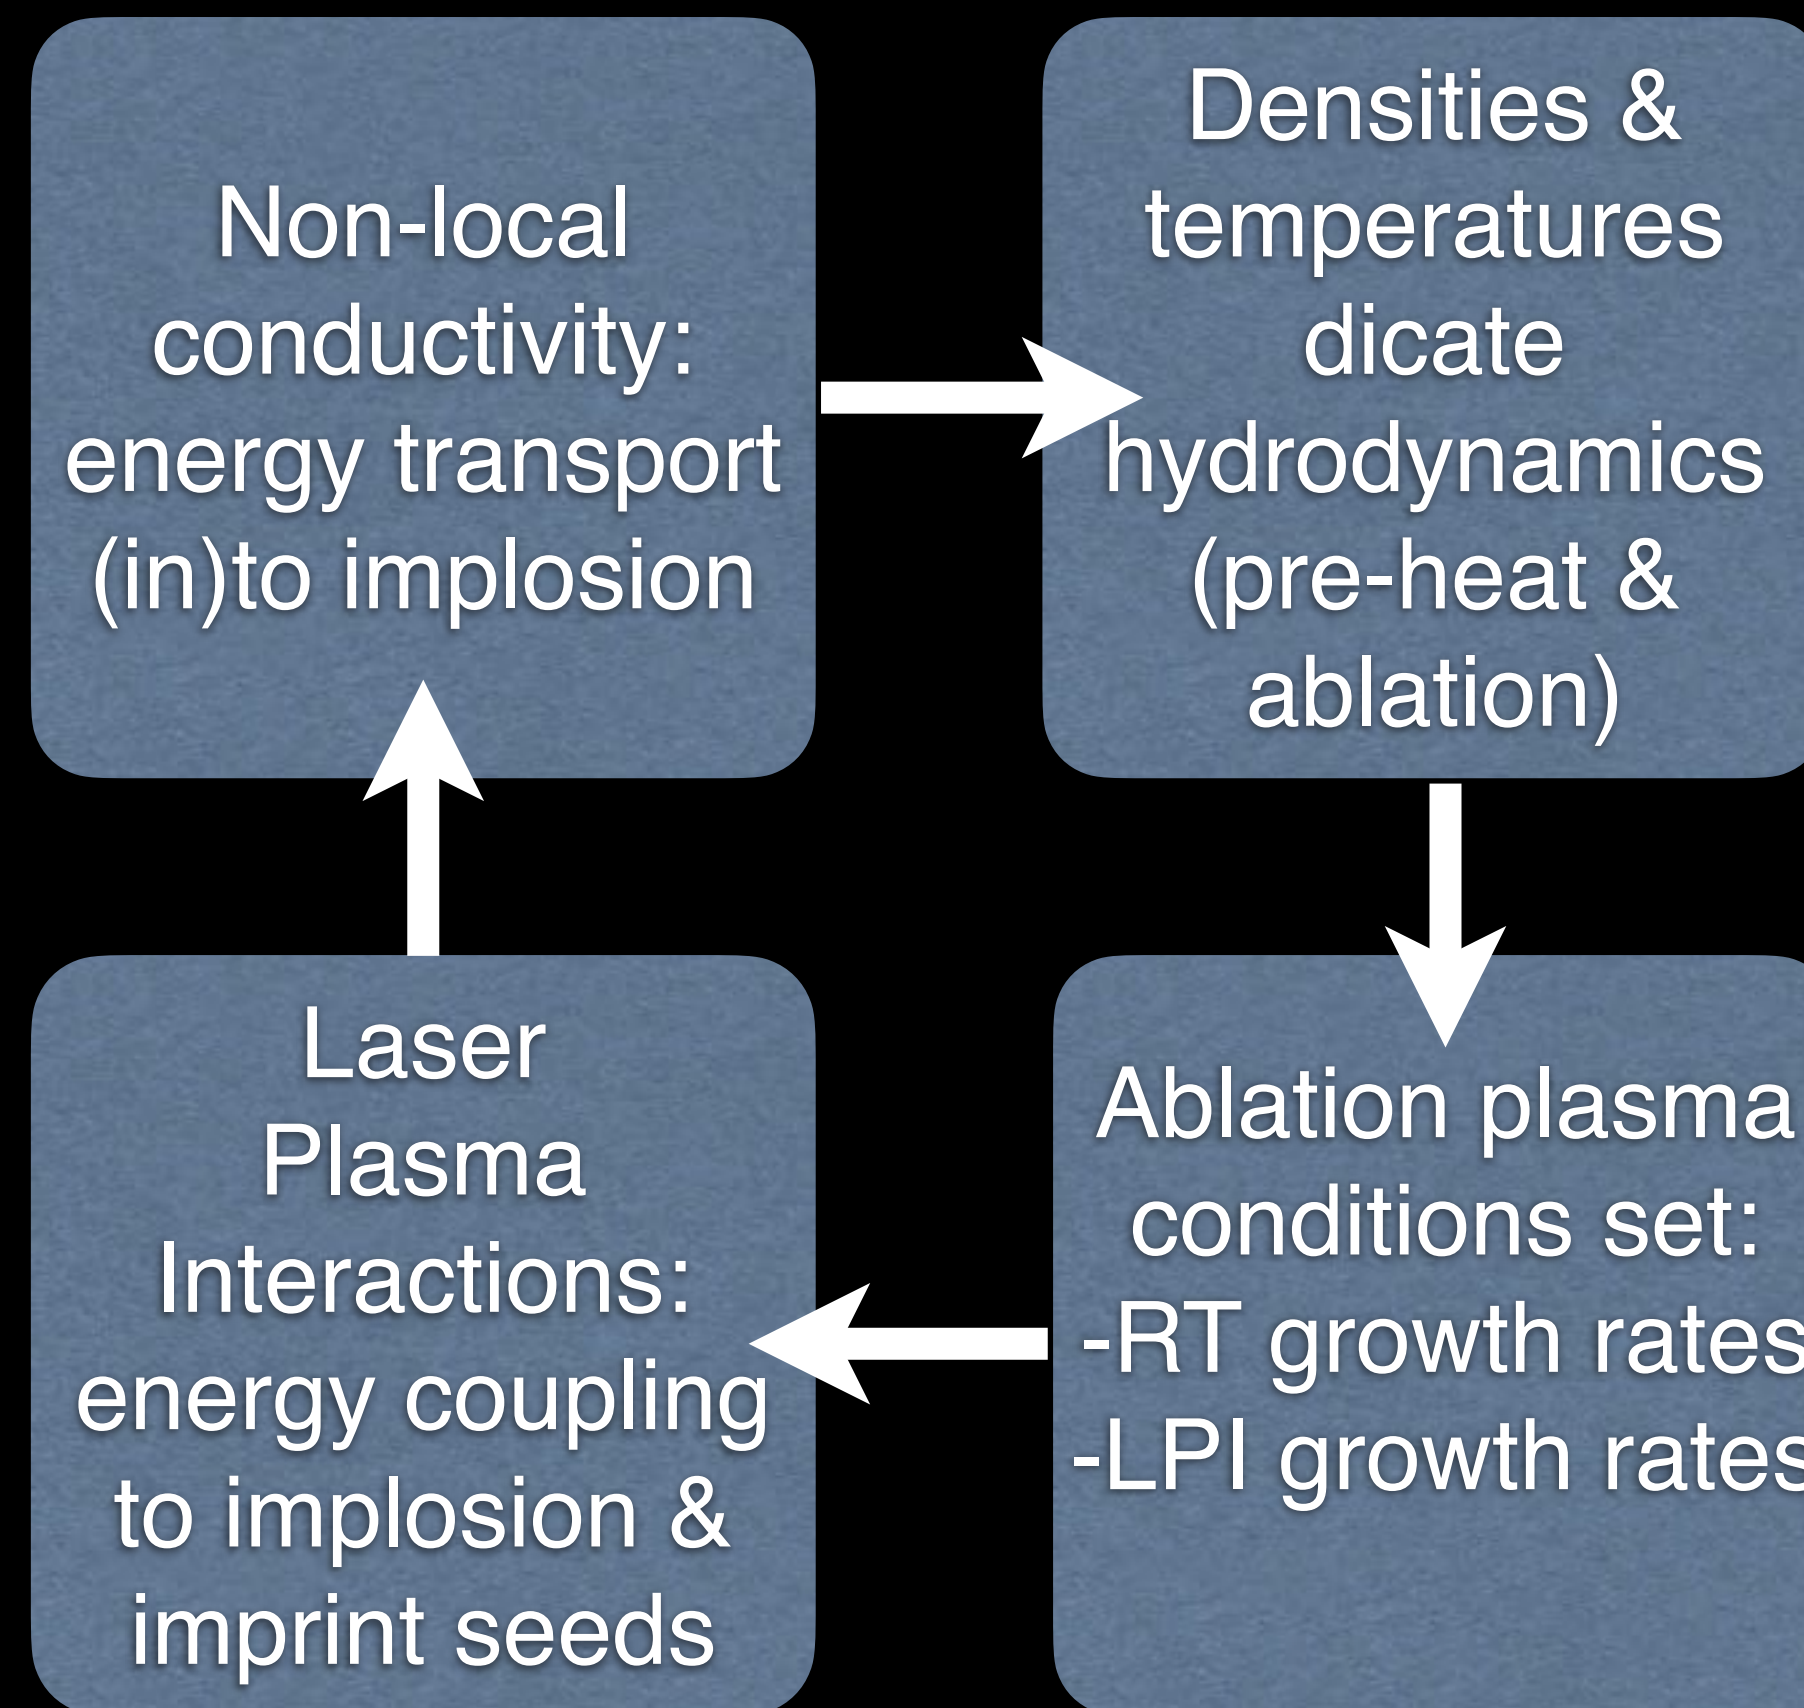 Non-local
conductivity:
energy transport
(in)to implosion
Densities &
temperatures
dicate
hydrodynamics
(pre-heat &
ablation)
Laser
Plasma
Interactions:
energy coupling
to implosion &
imprint seeds
Ablation plasma
conditions set:
-RT growth rates
-LPI growth rates